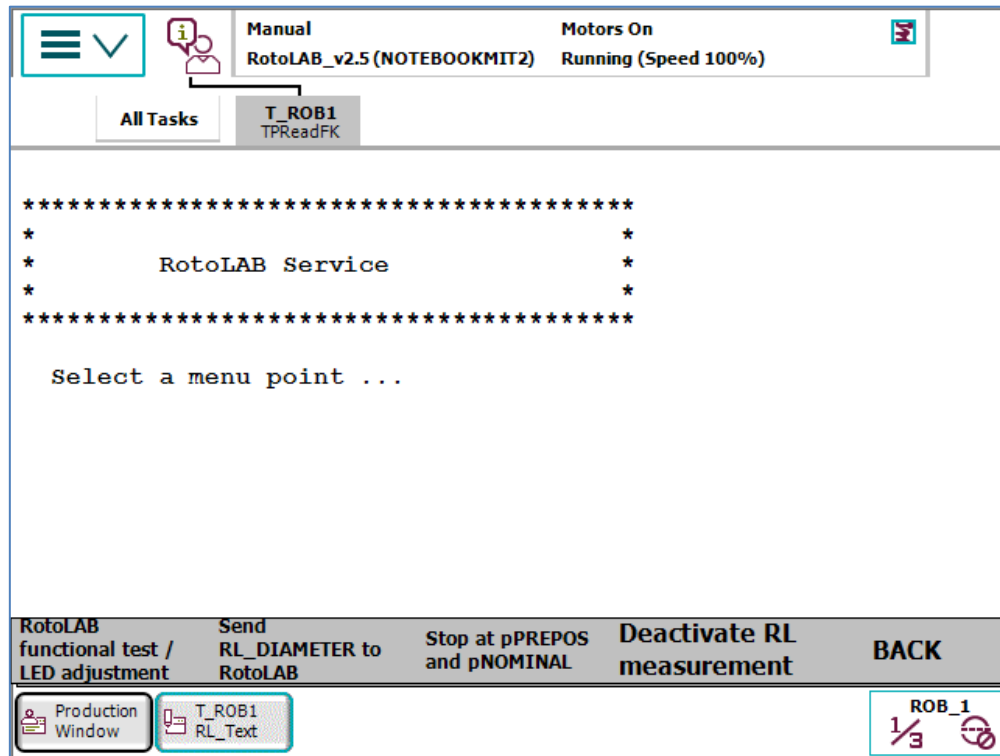 Manual
RotoLAB_v2.5 (NOTEBOOKMIT2)
Motors On
Running (Speed 100%)
All Tasks
T_ROB1
TPReadFK
****************************************
* *
* RotoLAB Service *
* *
****************************************
Select a menu point ...
RotoLAB
functional test /
LED adjustment
Send
RL_DIAMETER to
RotoLAB
Stop at pPREPOS
and pNOMINAL
Deactivate RL
measurement
BACK
Production
Window
T_ROB1
RL_Text
ROB_1
1/3